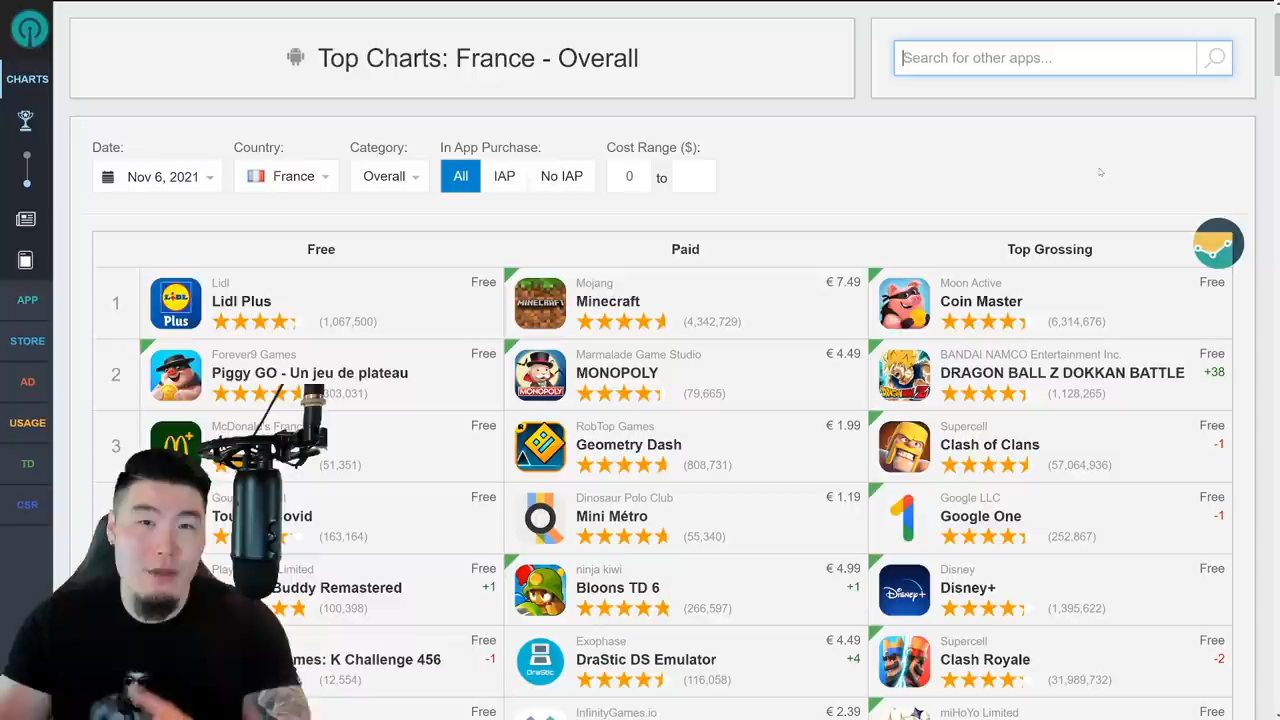 Top Charts: France - Overall
Search for other apps...
CHARTS
APP
STORE
AD
USAGE
TD
CSR
Date:
Country:
Category:
In App Purchase:
Cost Range ($):
Nov 6, 2021
France
Overall
All
IAP
No IAP
0
to
Free
Paid
Top Grossing
1
Lidl
Free
Lidl Plus
(1,067,500)
Mojang
€ 7.49
Minecraft
(4,342,729)
Moon Active
Free
Coin Master
(6,314,676)
2
Forever9 Games
Free
Piggy GO - Un jeu de plateau
303,031)
Marmalade Game Studio
€ 4.49
MONOPOLY
(79,665)
BANDAI NAMCO Entertainment Inc.
Free
DRAGON BALL Z DOKKAN BATTLE
+38
(1,128,265)
3
McDonald's Franc
Free
(51,351)
RobTop Games
€ 1.99
Geometry Dash
(808,731)
Supercell
Free
Clash of Clans
-1
(57,064,936)
Free
ovid
(163,164)
Dinosaur Polo Club
€ 1.19
Mini Métro
(55,340)
Google LLC
Free
Google One
-1
(252,867)
Limited
Free
Buddy Remastered
+1
(100,398)
ninja kiwi
€ 4.99
Bloons TD 6
+1
(266,597)
Disney
Free
Disney+
(1,395,622)
Free
mes: K Challenge 456
-1
(12,554)
Exophase
€ 4.49
DraStic DS Emulator
+4
(116,058)
Supercell
Free
Clash Royale
-2
(31,989,732)
Free
InfinityGames.io
€ 2.39
miHoYo Limited
Free